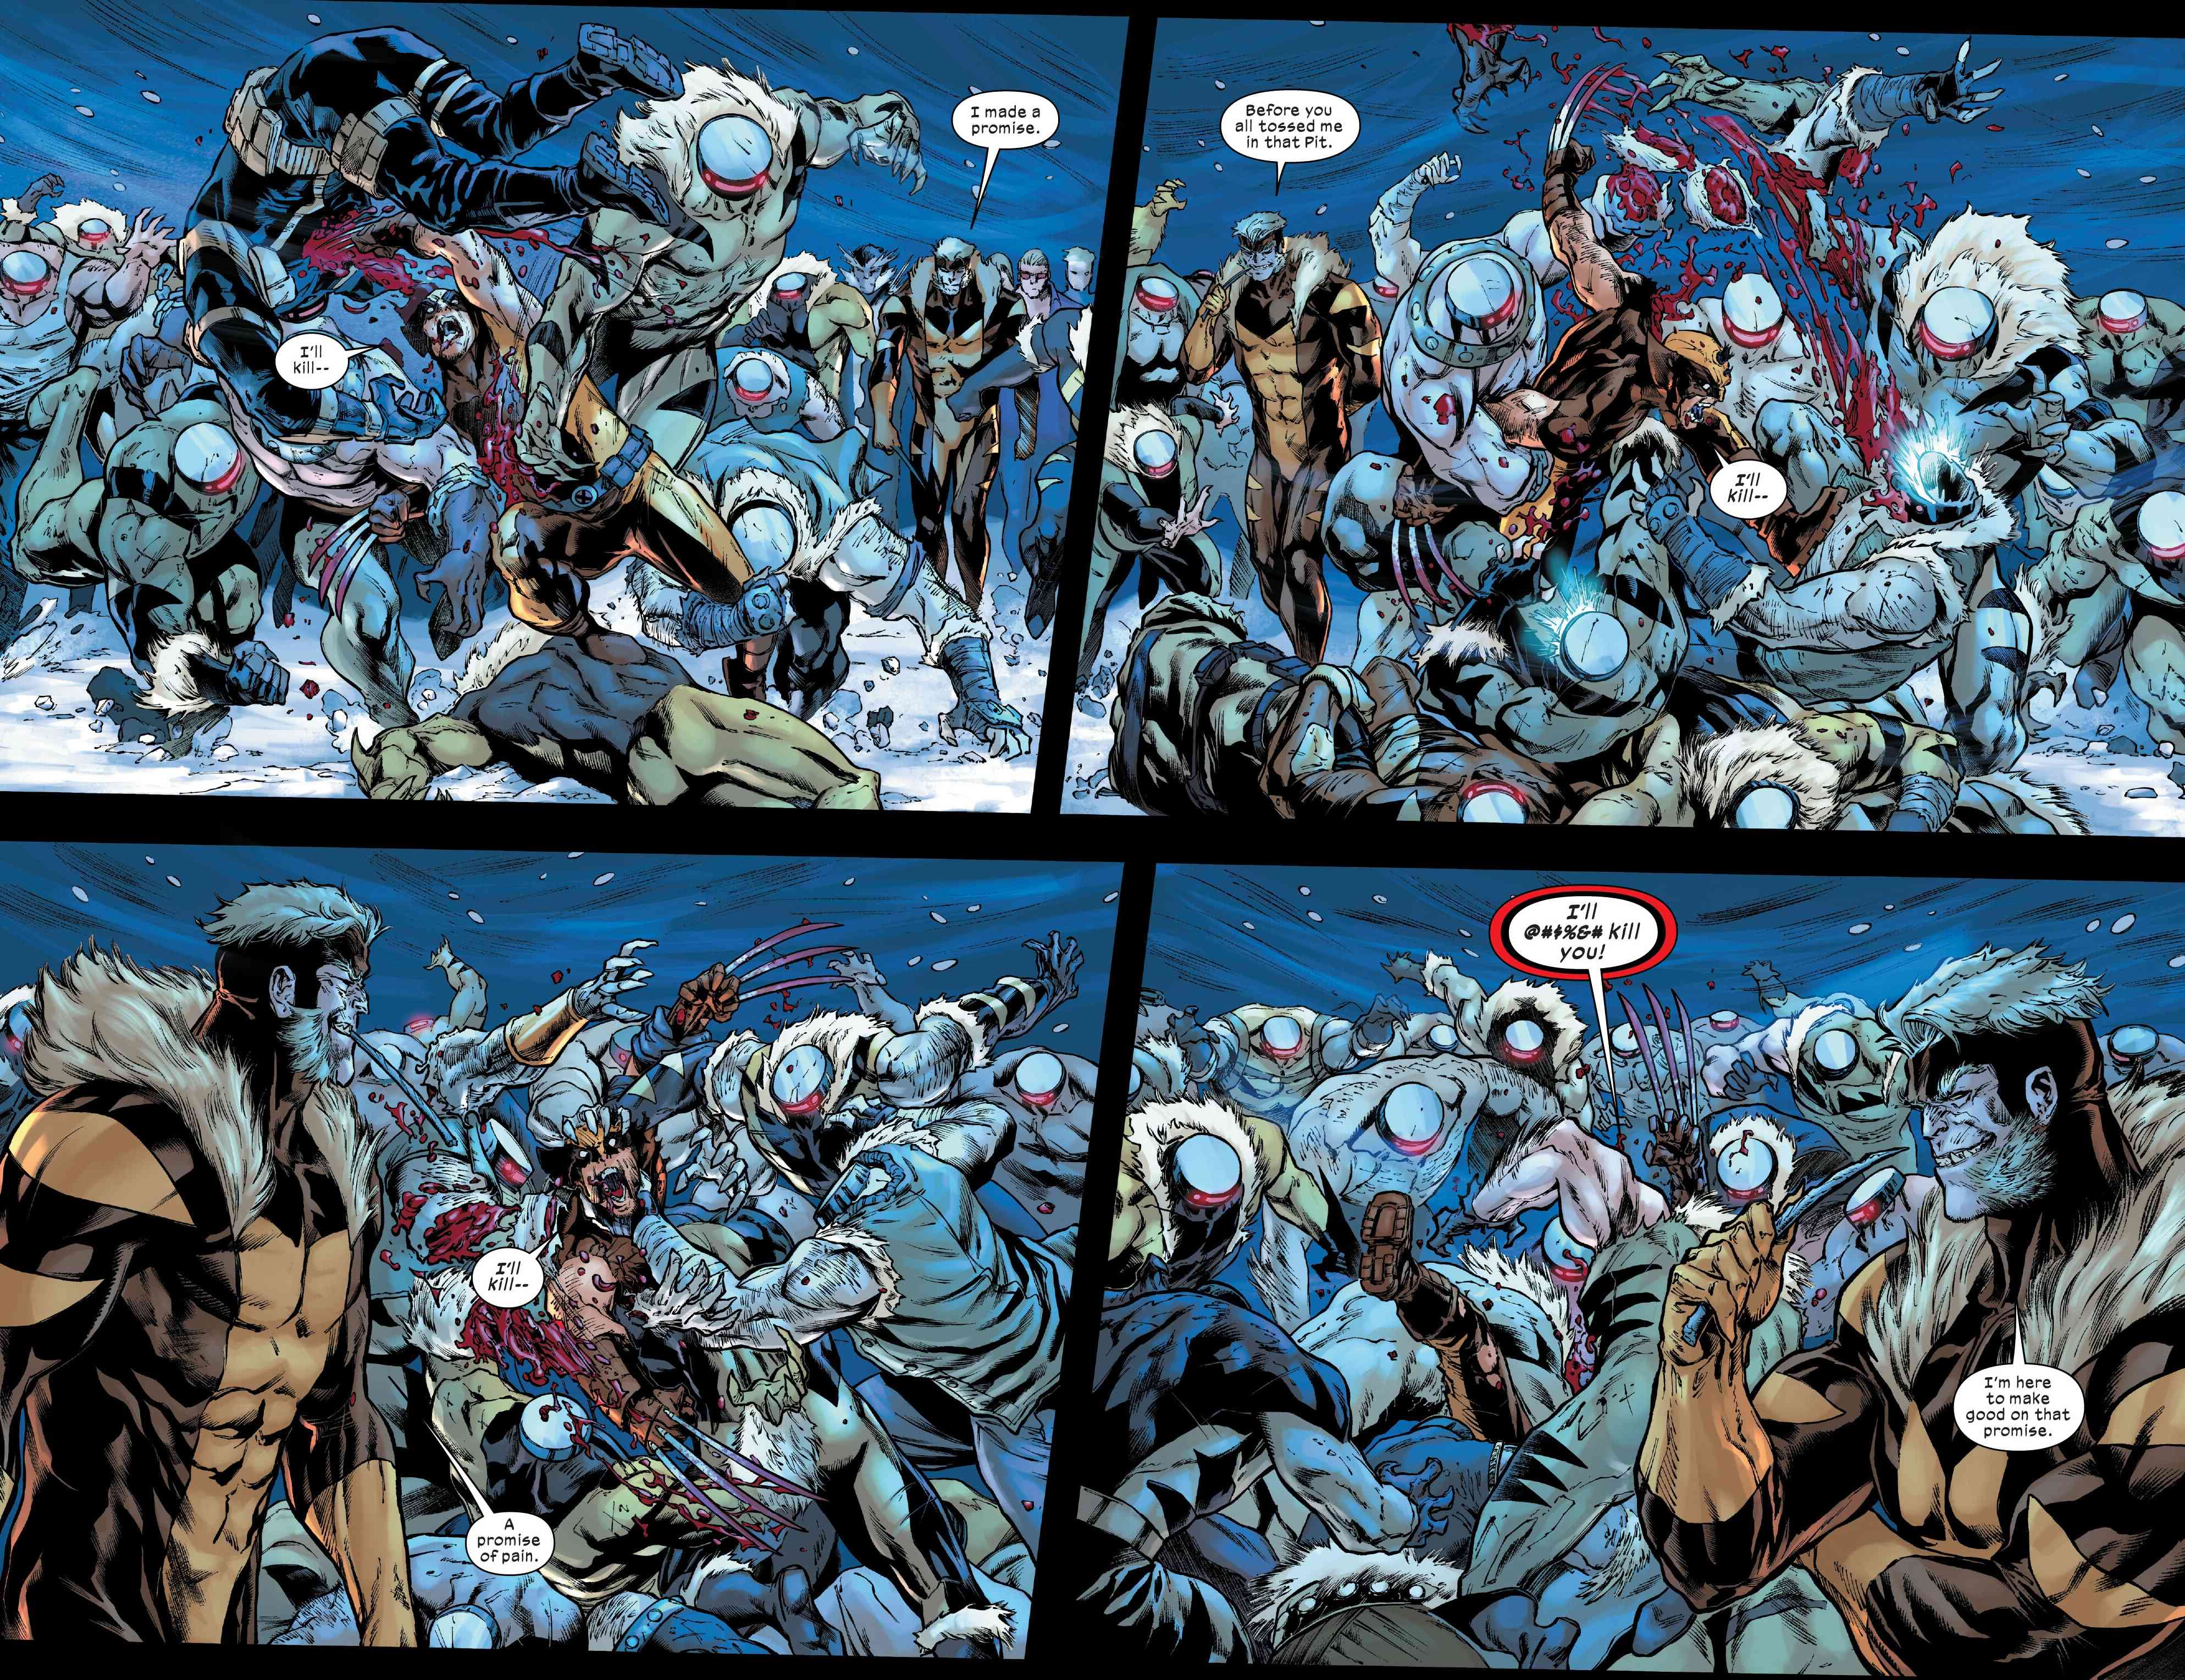 I made a
promise.
I'll
kill--
Before you
all tossed me
in that Pit.
I'll
kill--
I'll
kill--
A
promise
of pain.
I'll
@#$%&# kill
you!
I'm here
to make
good on that
promise.